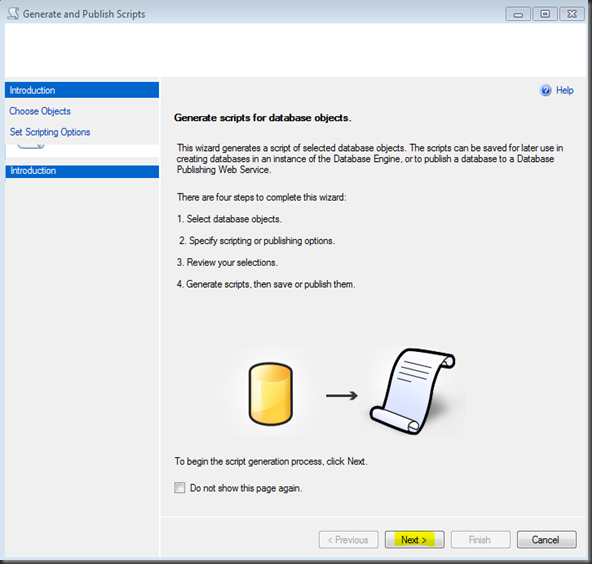 Generate and Publish Scripts
Introduction
Choose Objects
Set Scripting Options
Introduction
Help
Generate scripts for database objects.
This wizard generates a script of selected database objects. The scripts can be saved for later use in
creating databases in an instance of the Database Engine, or to publish a database to a Database
Publishing Web Service.
There are four steps to complete this wizard:
1. Select database objects.
2. Specify scripting or publishing options.
3. Review your selections.
4. Generate scripts, then save or publish them.
To begin the script generation process, click Next.
Do not show this page again.
< Previous
Next >
Finish
Cancel